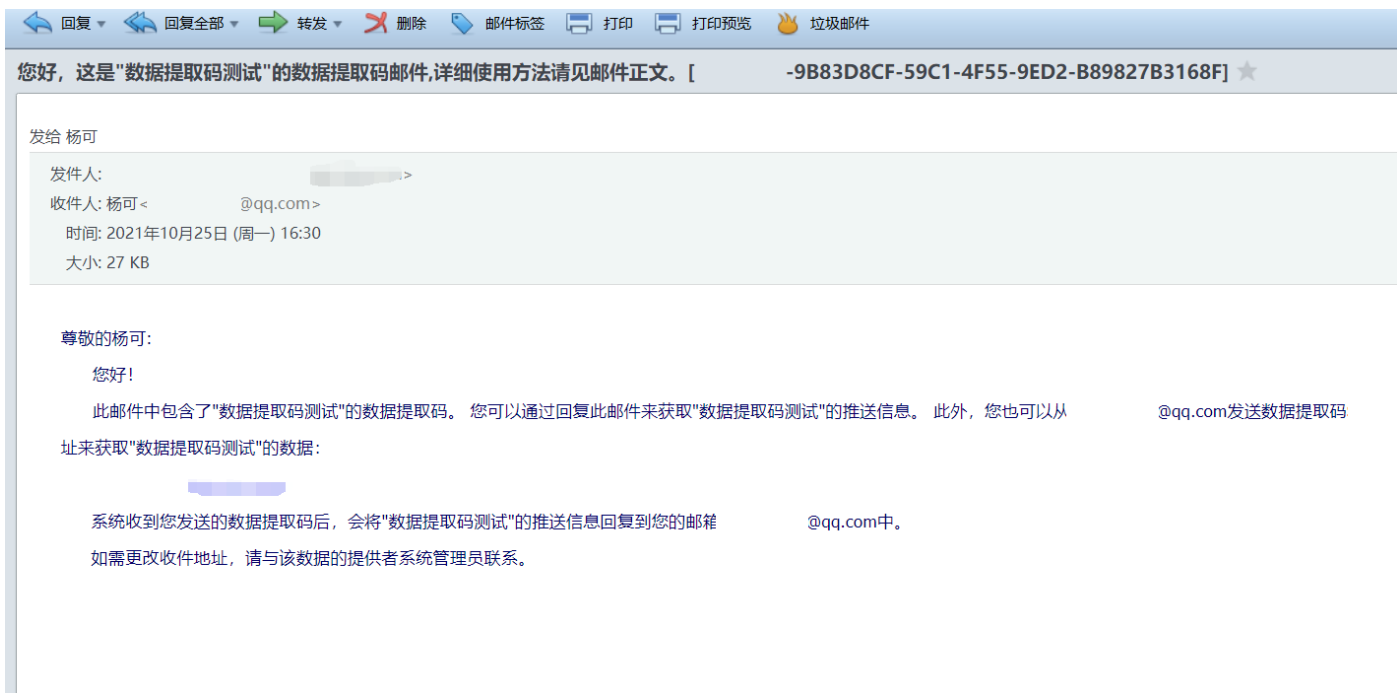 回复 回复全部 转发 删除 邮件标签 打印 打印预览 垃圾邮件
您好，这是"数据提取码测试"的数据提取码邮件,详细使用方法请见邮件正文。[ -9B83D8CF-59C1-4F55-9ED2-B89827B3168F]
发给 杨可
发件人: >
收件人: 杨可< @qq.com>
时间: 2021年10月25日 (周一) 16:30
大小: 27 KB
尊敬的杨可:
您好!
此邮件中包含了"数据提取码测试"的数据提取码。 您可以通过回复此邮件来获取"数据提取码测试"的推送信息。 此外，您也可以从 @qq.com发送数据提取码
址来获取"数据提取码测试"的数据:
系统收到您发送的数据提取码后，会将"数据提取码测试"的推送信息回复到您的邮箱 @qq.com中。
如需更改收件地址，请与该数据的提供者系统管理员联系。